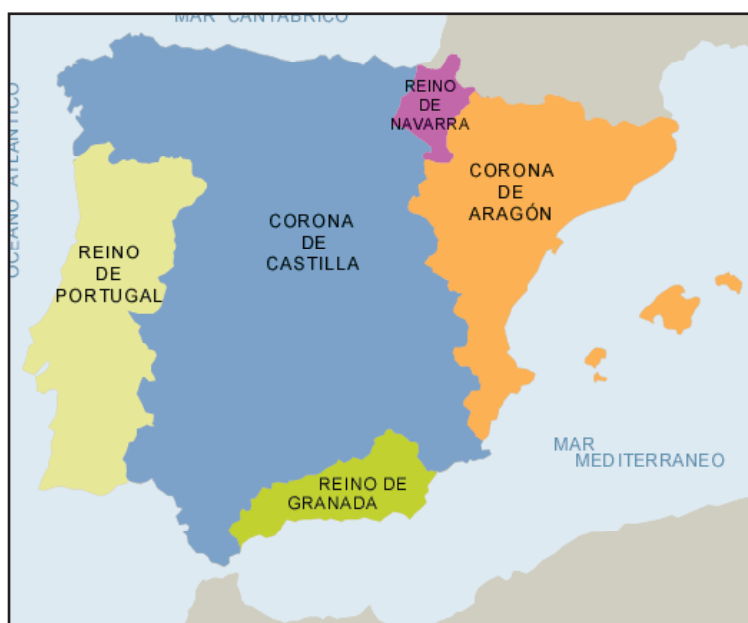 MAR CANTÁBRICO
OCEANO ATLÁNTICO
REINO
DE
NAVARRA
CORONA
DE
ARAGÓN
CORONA
DE
CASTILLA
REINO
DE
PORTUGAL
MAR
MEDITERRANEO
REINO DE
GRANADA